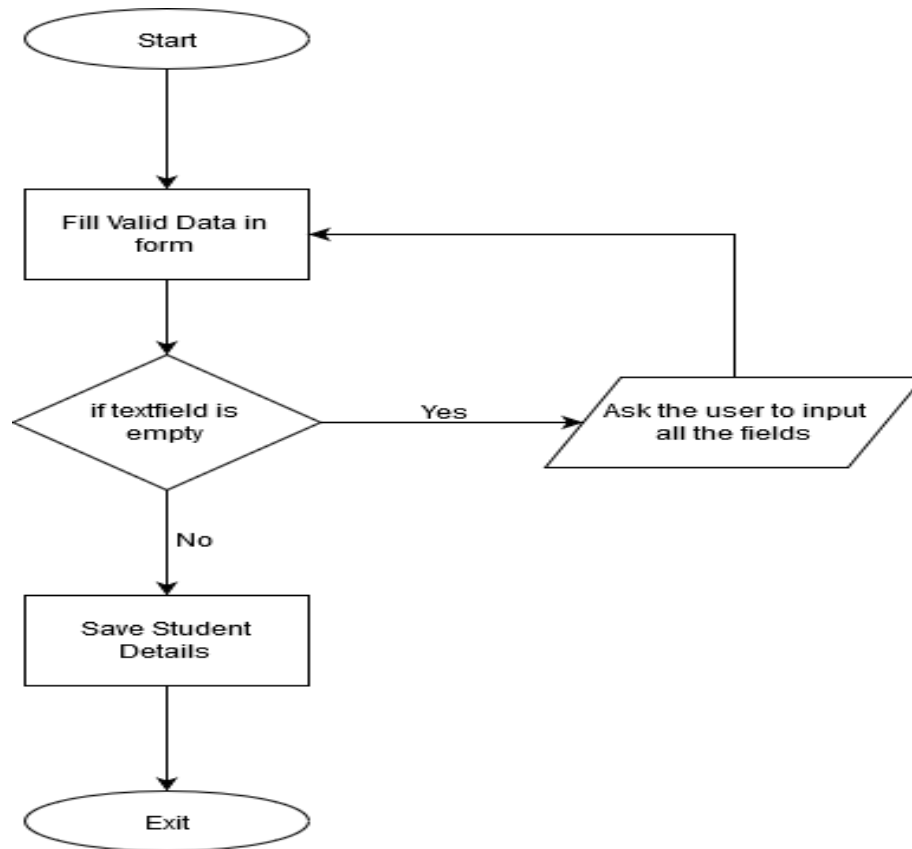 Start
Fill Valid Data in
form
if textfield is
empty
Yes
Ask the user to input
all the fields
No
Save Student
Details
Exit